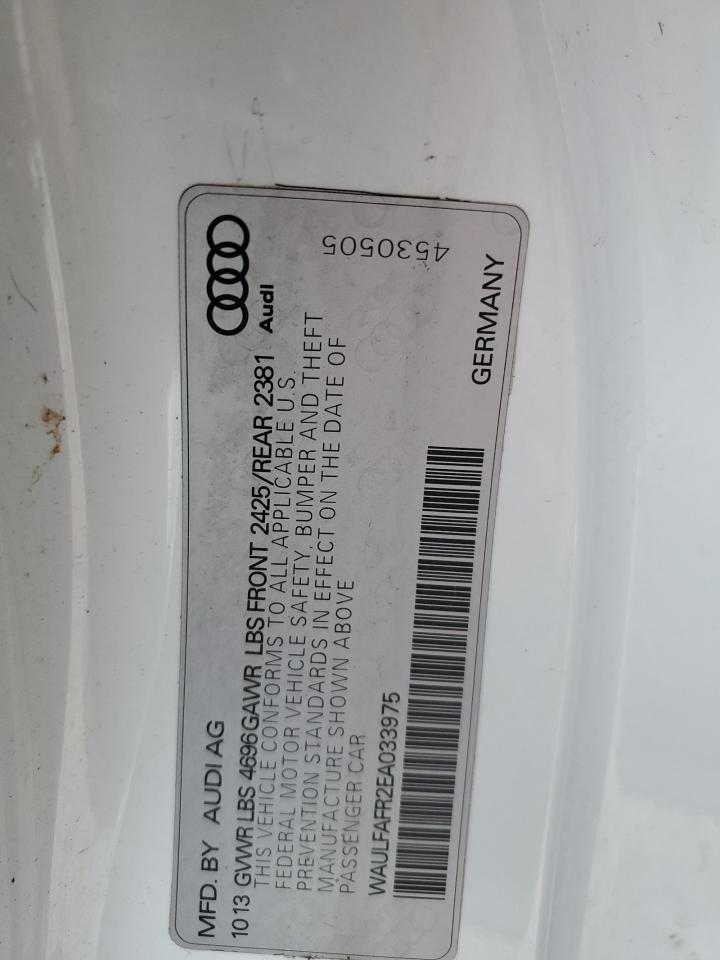 MFD. BY AUDI AG
Audi
1013 GVWR LBS 4696 GAWR LBS FRONT 2425/REAR 2381
THIS VEHICLE CONFORMS TO ALL APPLICABLE U.S.
FEDERAL MOTOR VEHICLE SAFETY, BUMPER AND THEFT
PREVENTION STANDARDS IN EFFECT ON THE DATE OF
MANUFACTURE SHOWN ABOVE
PASSENGER CAR
4530505
WAULFAFR2EA033975
GERMANY